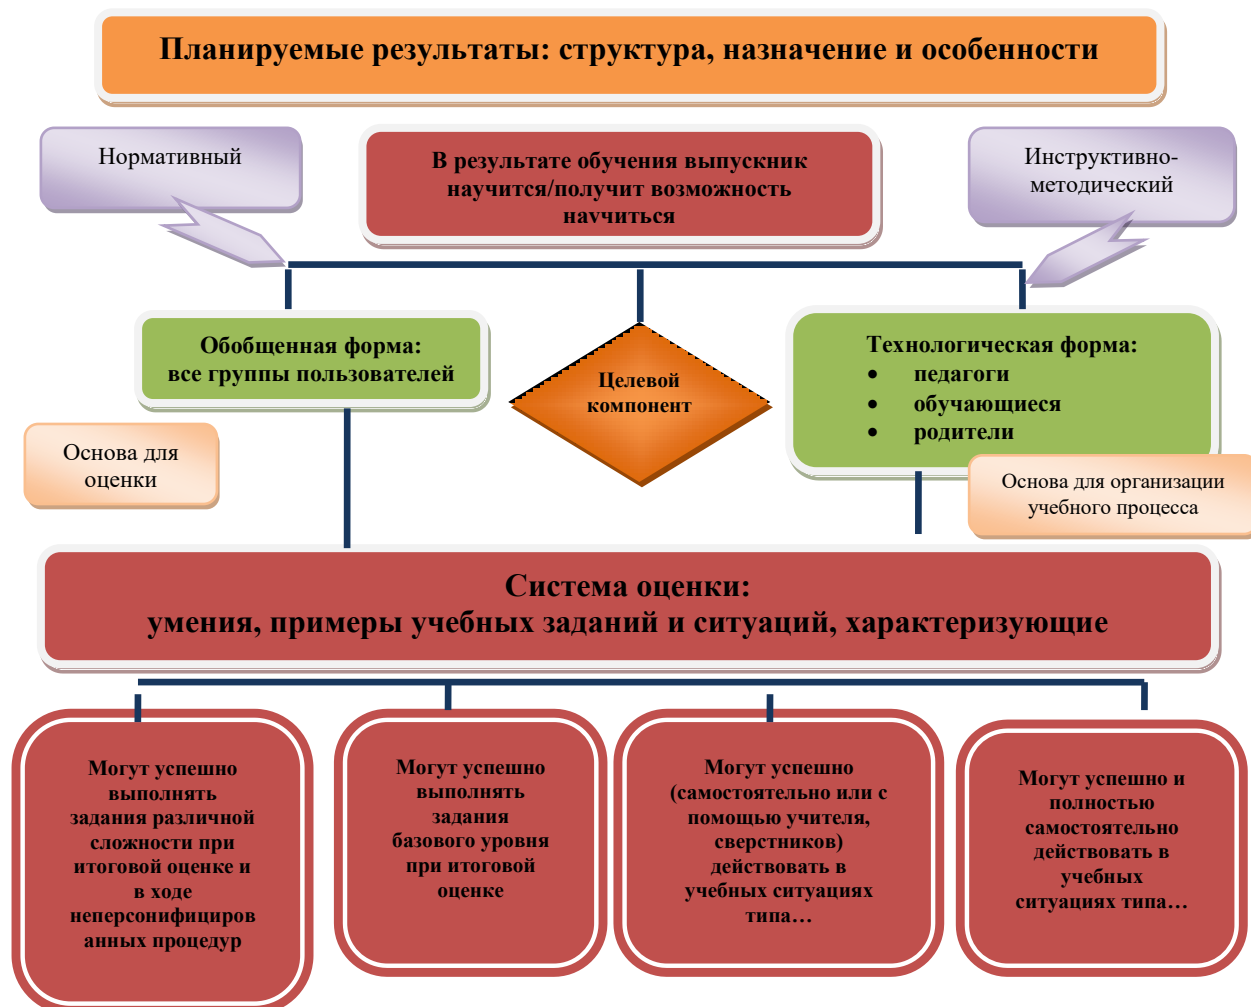 Планируемые результаты: структура, назначение и особенности
Нормативный
В результате обучения выпускник
научится/получит возможность
научиться
Инструктивно-
методический
Обобщенная форма:
все группы пользователей
Целевой
компонент
Технологическая форма:
• педагоги
• обучающиеся
• родители
Основа для
оценки
Основа для организации
учебного процесса
Система оценки:
умения, примеры учебных заданий и ситуаций, характеризующие
Могут успешно
выполнять
задания различной
сложности при
итоговой оценке и
в ходе
неперсонифициров
анных процедур
Могут успешно
выполнять
задания
базового уровня
при итоговой
оценке
Могут успешно
(самостоятельно или с
помощью учителя,
сверстников)
действовать в
учебных ситуациях
типа…
Могут успешно и
полностью
самостоятельно
действовать в
учебных
ситуациях типа…